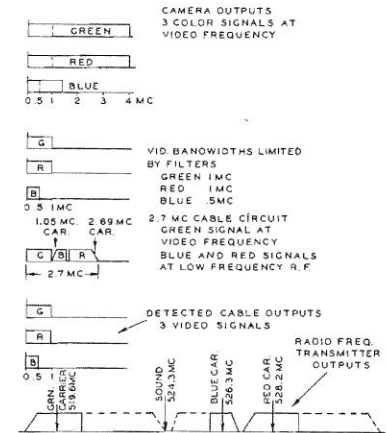 CAMERA OUTPUTS
3 COLOR SIGNALS AT
VIDEO FREQUENCY
GREEN
RED
BLUE
0 .5 1 2 3 4 MC
G
R
B
0 .5 1MC
VID. BANDWIDTHS LIMITED
BY FILTERS
GREEN 1MC
RED 1MC
BLUE .5MC
1.05 MC. 2.69 MC
CAR. CAR.
G B R
2.7 MC
2.7 MC CABLE CIRCUIT
GREEN SIGNAL AT
VIDEO FREQUENCY
BLUE AND RED SIGNALS
AT LOW FREQUENCY R.F
G
R
B
0 .5 1
DETECTED CABLE OUTPUTS
3 VIDEO SIGNALS
RADIO FREQ.
TRANSMITTER
OUTPUTS
GRN.
CARRIER
519.6MC
SOUND
524.3MC
BLUE CAR.
526.3MC
RED CAR.
528.2MC